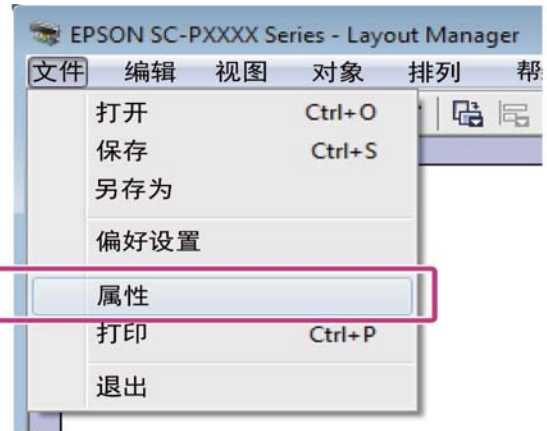 EPSON SC-PXXXX Series - Layout Manager
文件 编辑 视图 对象 排列
打开 Ctrl+O
保存 Ctrl+S
另存为
偏好设置
属性
打印 Ctrl+P
退出